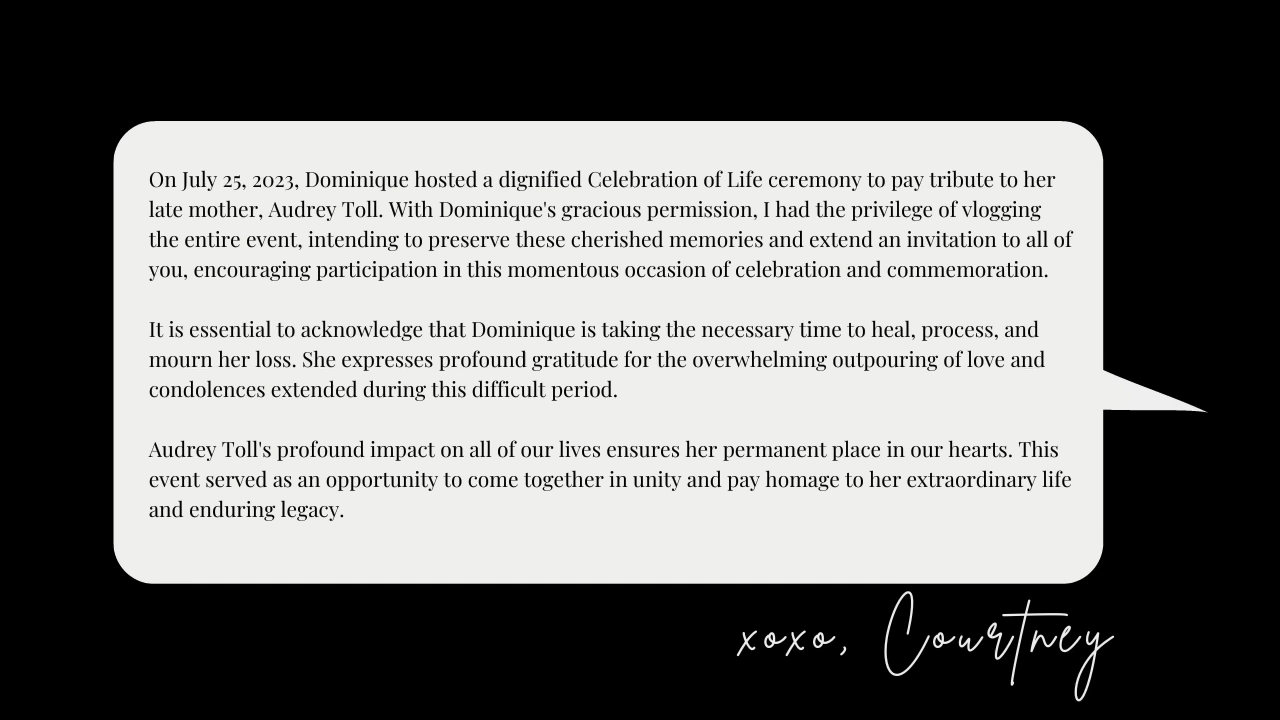 On July 25, 2023, Dominique hosted a dignified Celebration of Life ceremony to pay tribute to her
late mother, Audrey Toll. With Dominique's gracious permission, I had the privilege of vlogging
the entire event, intending to preserve these cherished memories and extend an invitation to all of
you, encouraging participation in this momentous occasion of celebration and commemoration.
It is essential to acknowledge that Dominique is taking the necessary time to heal, process, and
mourn her loss. She expresses profound gratitude for the overwhelming outpouring of love and
condolences extended during this difficult period.
Audrey Toll's profound impact on all of our lives ensures her permanent place in our hearts. This
event served as an opportunity to come together in unity and pay homage to her extraordinary life
and enduring legacy.
xoxo, Courtney